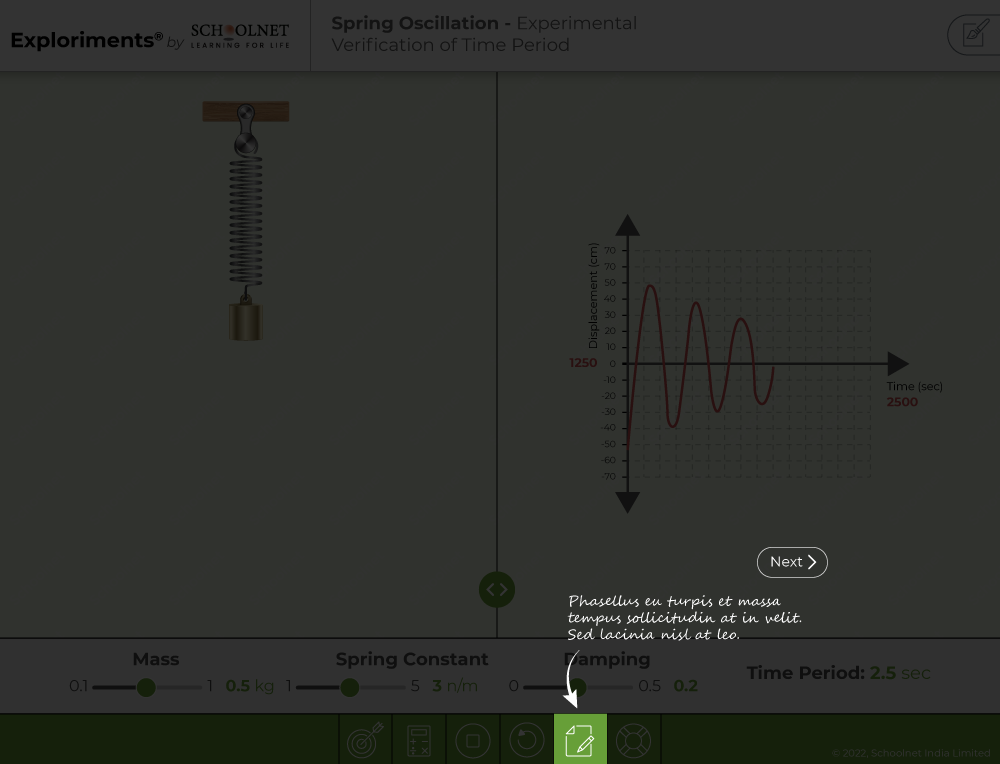 Exploriments® by SCHOOLNET
LEARNING FOR LIFE
Spring Oscillation - Experimental
Verification of Time Period
Displacement (cm)
70
70
50
40
30
20
10
1250 0
-10
-20
-30
-40
-50
-60
-70
Time (sec)
2500
Next
Phasellus eu turpis et massa
tempus sollicitudin at in velit.
Sed lacinia nisl at leo.
Mass
0.1 1 0.5 kg
Spring Constant
1 5 3 n/m
Damping
0 0.5 0.2
Time Period: 2.5 sec
© 2022, Schoolnet India Limited